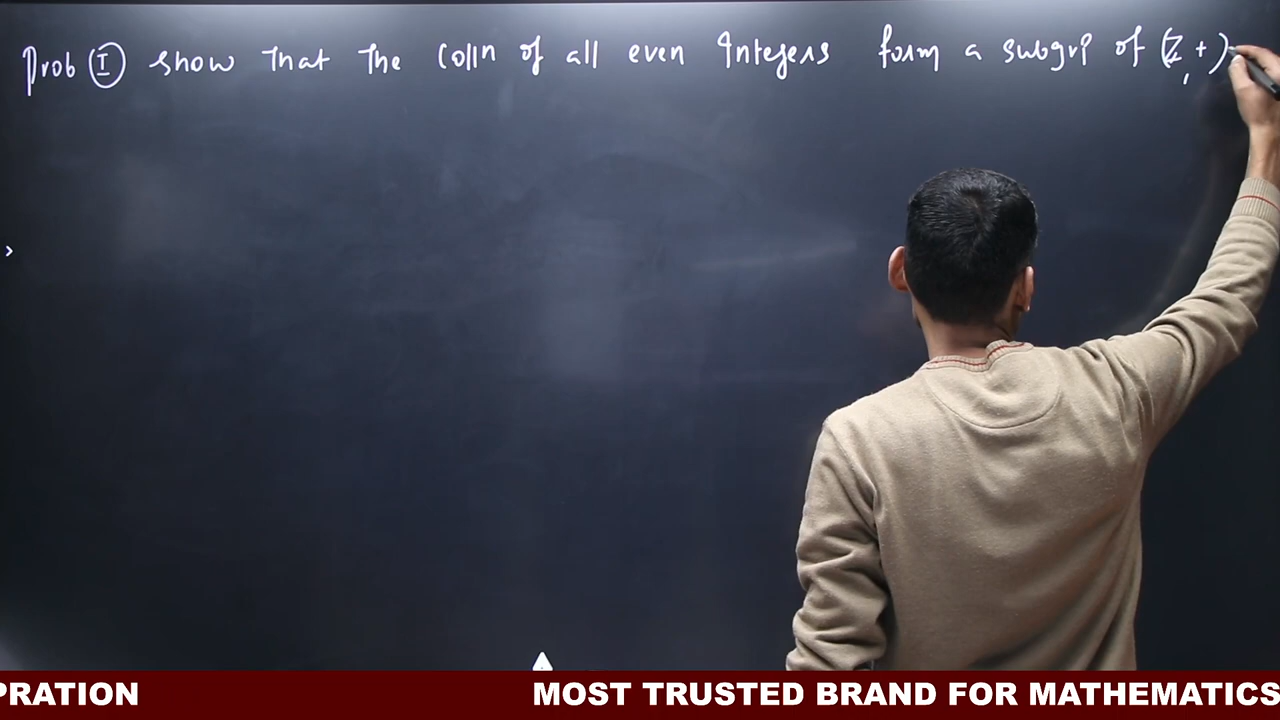 Prob (I) show that the colln of all even Integers form a subgrp of (Z, +)
PRATION MOST TRUSTED BRAND FOR MATHEMATICS